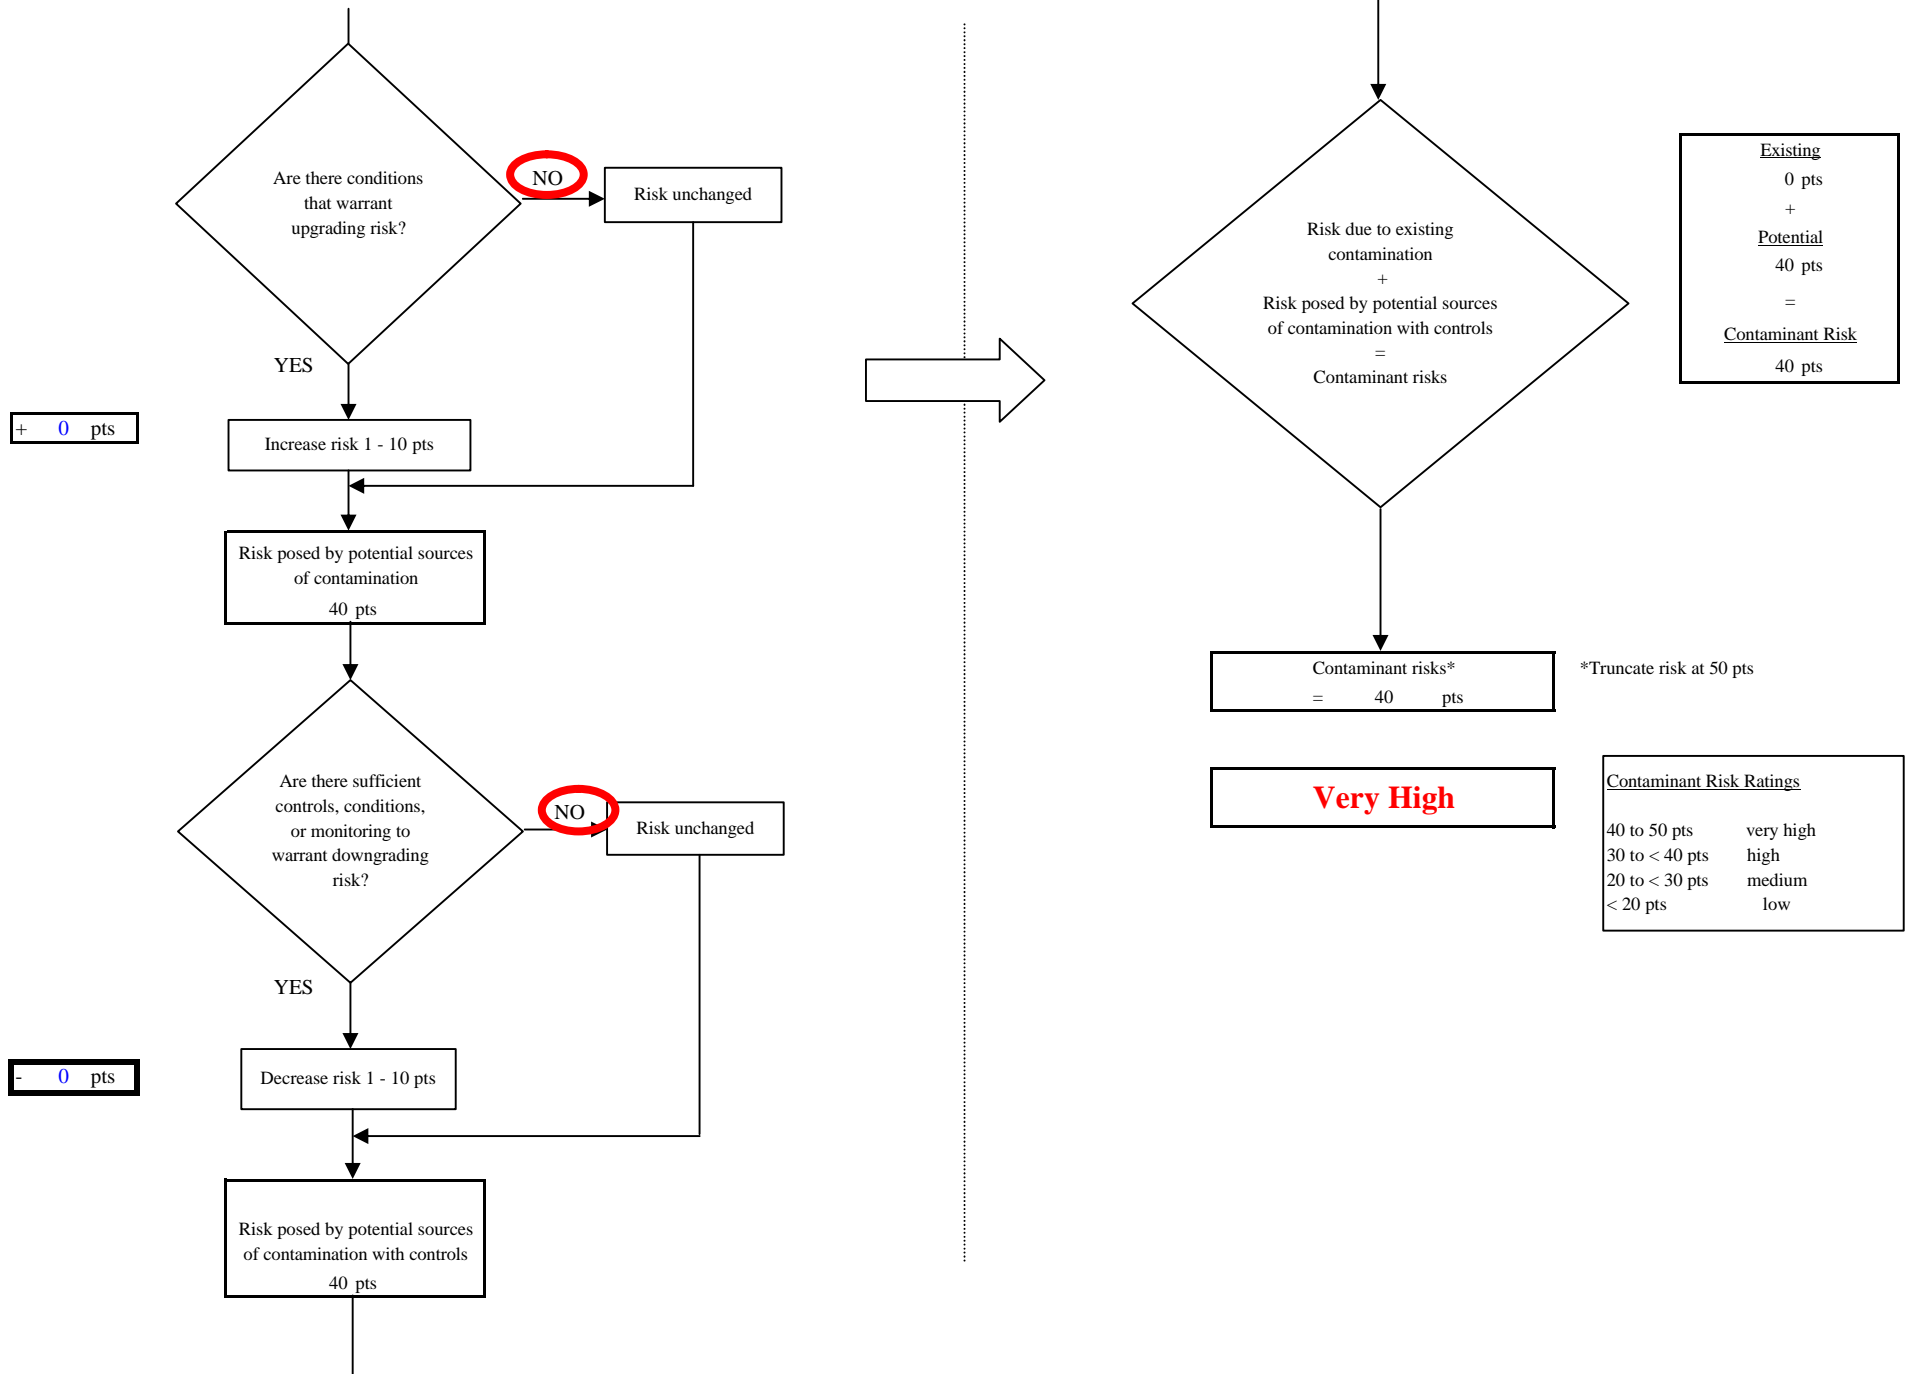 Are there conditions
that warrant
upgrading risk?
NO
Risk unchanged
YES
+ 0 pts
Increase risk 1 - 10 pts
Risk posed by potential sources
of contamination
40 pts
Are there sufficient
controls, conditions,
or monitoring to
warrant downgrading
risk?
NO
Risk unchanged
YES
- 0 pts
Decrease risk 1 - 10 pts
Risk posed by potential sources
of contamination with controls
40 pts
Risk due to existing
contamination
+
Risk posed by potential sources
of contamination with controls
=
Contaminant risks
Existing
0 pts
+
Potential
40 pts
=
Contaminant Risk
40 pts
Contaminant risks*
= 40 pts
*Truncate risk at 50 pts
Very High
Contaminant Risk Ratings
40 to 50 pts very high
30 to < 40 pts high
20 to < 30 pts medium
< 20 pts low